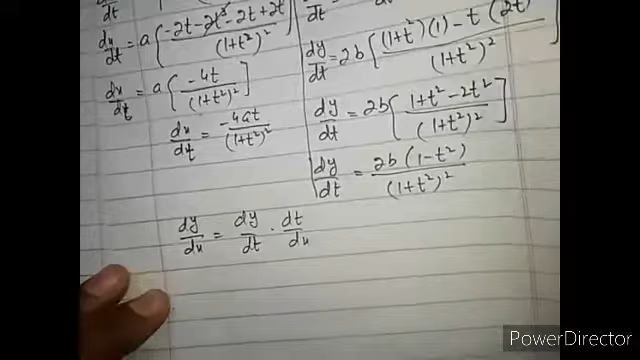 dt
dx/dt = a[(-2t-2t³-2t+2t³)/(1+t²)²]
dx/dt = a[-4t/(1+t²)²]
dx/dt = -4at/(1+t²)²
dt
dy/dt = 2b[((1+t²)(1)-t(2t))/(1+t²)²]
dy/dt = 2b[(1+t²-2t²)/(1+t²)²]
dy/dt = 2b(1-t²)/(1+t²)²
dy/dx = dy/dt . dt/dx
PowerDirector